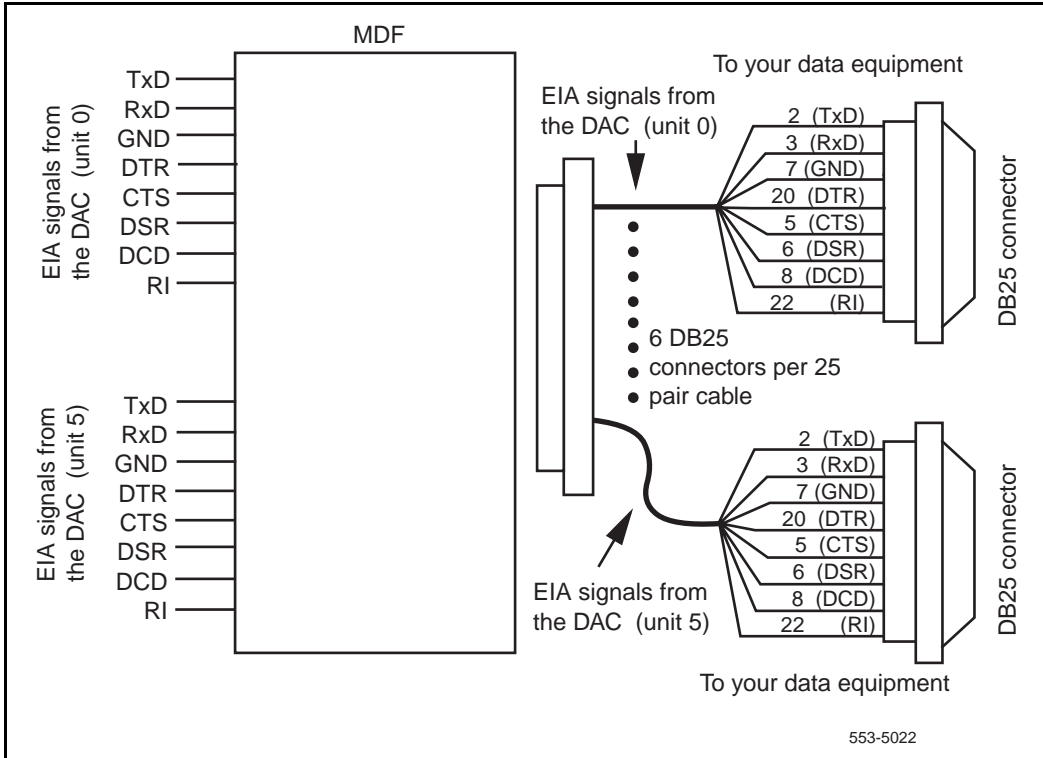 MDF
EIA signals from
the DAC (unit 0)
TxD
RxD
GND
DTR
CTS
DSR
DCD
RI
EIA signals from
the DAC (unit 5)
TxD
RxD
GND
DTR
CTS
DSR
DCD
RI
EIA signals from
the DAC (unit 0)
6 DB25
connectors per 25
pair cable
EIA signals from
the DAC (unit 5)
To your data equipment
2 (TxD)
3 (RxD)
7 (GND)
20 (DTR)
5 (CTS)
6 (DSR)
8 (DCD)
22 (RI)
DB25 connector
2 (TxD)
3 (RxD)
7 (GND)
20 (DTR)
5 (CTS)
6 (DSR)
8 (DCD)
22 (RI)
DB25 connector
To your data equipment
553-5022